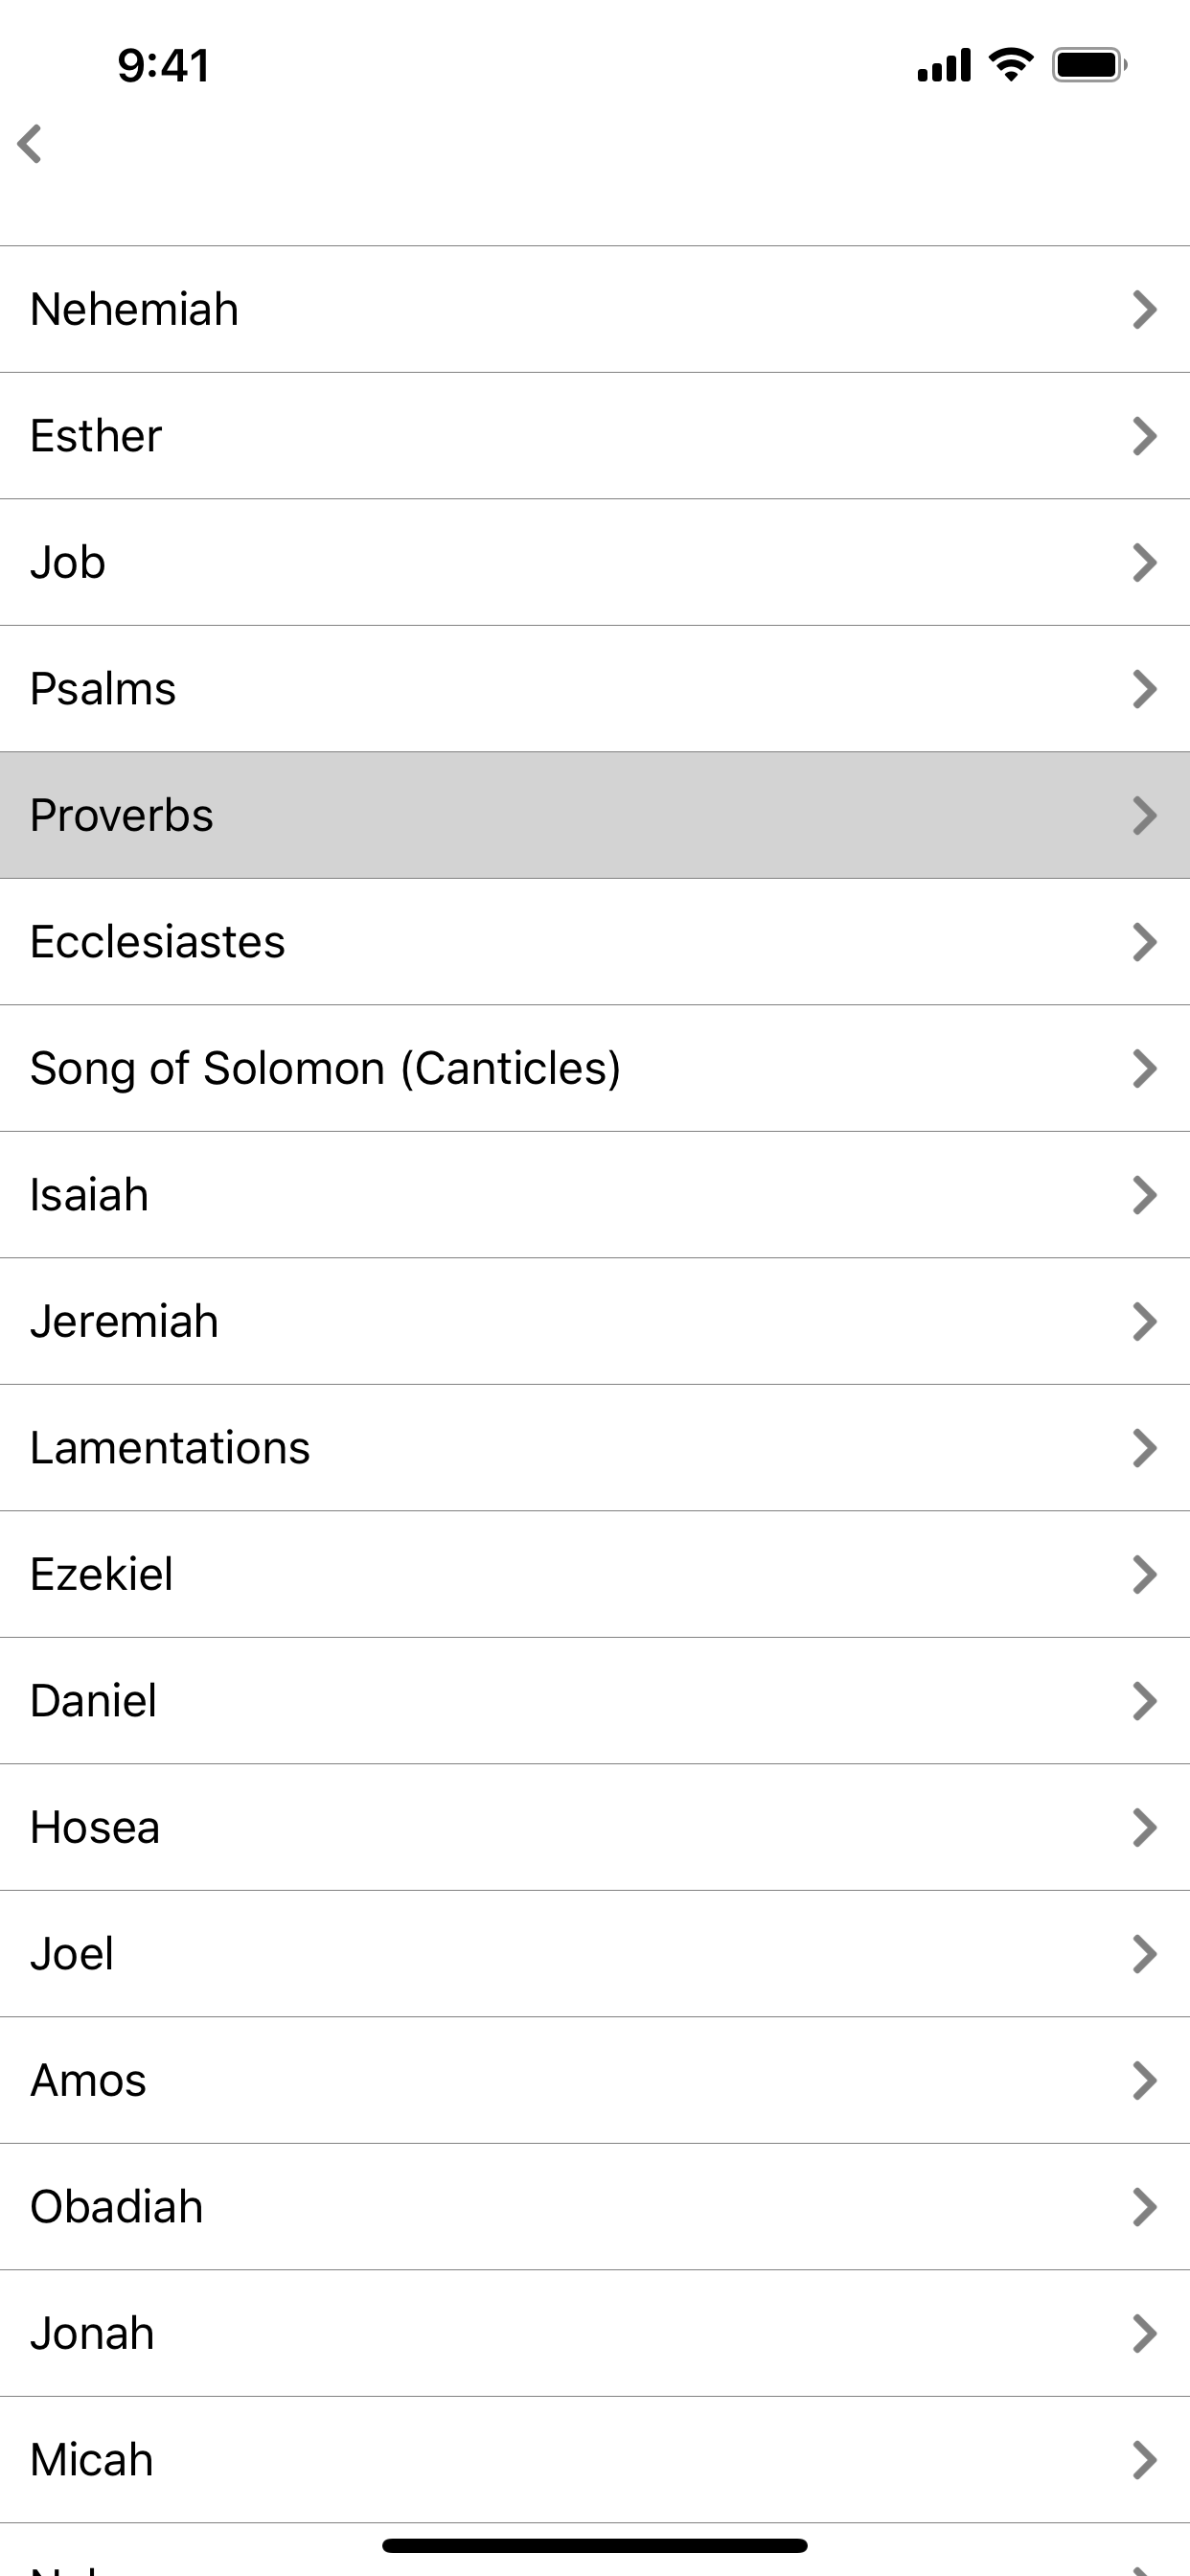 9:41
Nehemiah
Esther
Job
Psalms
Proverbs
Ecclesiastes
Song of Solomon (Canticles)
Isaiah
Jeremiah
Lamentations
Ezekiel
Daniel
Hosea
Joel
Amos
Obadiah
Jonah
Micah